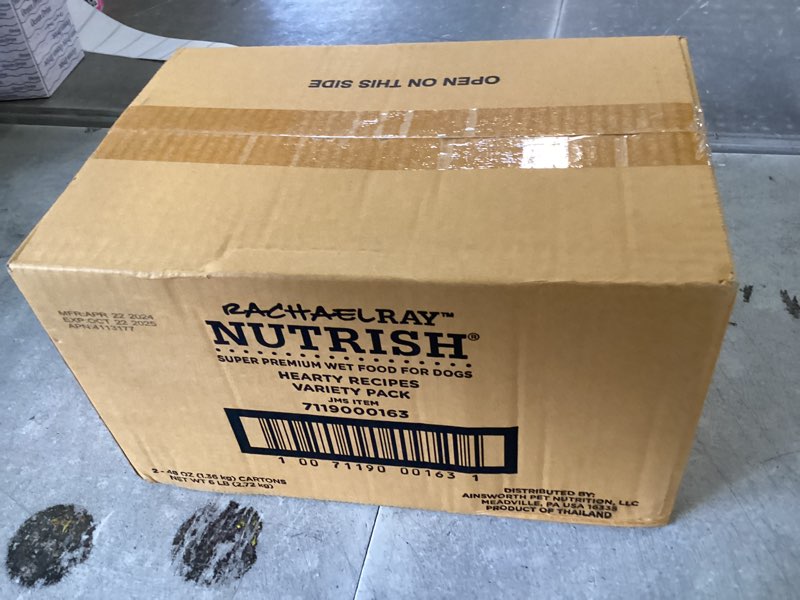 OPEN ON THIS SIDE
MFR:APR 22 2024
EXP:OCT 22 2025
APN:4113177
RACHAELRAY™
NUTRISH®
SUPER PREMIUM WET FOOD FOR DOGS
HEARTY RECIPES
VARIETY PACK
JMS ITEM
7119000163
1 00 71190 00163 1
2 - 48 OZ (1.36 kg) CARTONS
NET WT 6 LB (2.72 kg)
DISTRIBUTED BY:
AINSWORTH PET NUTRITION, LLC
MEADVILLE, PA USA 16335
PRODUCT OF THAILAND